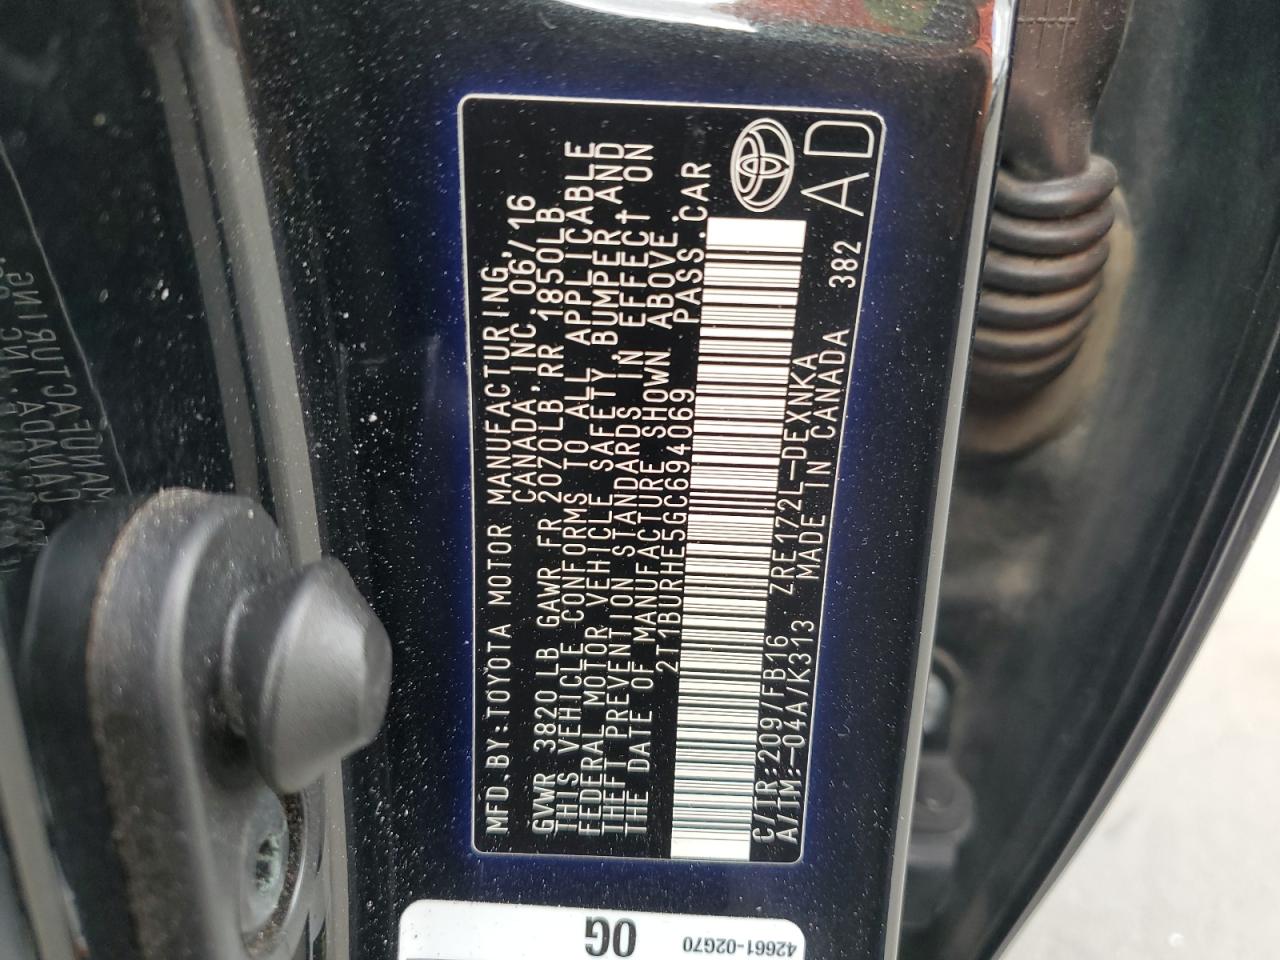 MFD.BY:TOYOTA MOTOR MANUFACTURING
CANADA,INC. 06/16
GVWR 3820 LB GAWR FR 2070LB RR 1850LB
THIS VEHICLE CONFORMS TO ALL APPLICABLE
FEDERAL MOTOR VEHICLE SAFETY, BUMPER AND
THEFT PREVENTION STANDARDS IN EFFECT ON
THE DATE OF MANUFACTURE SHOWN ABOVE.
2T1BURHE5GC694069 PASS.CAR
C/TR:209/FB16 ZRE172L-DEXNKA
A/TM:-04A/K313 MADE IN CANADA 382
AD
0G
42661-02G70